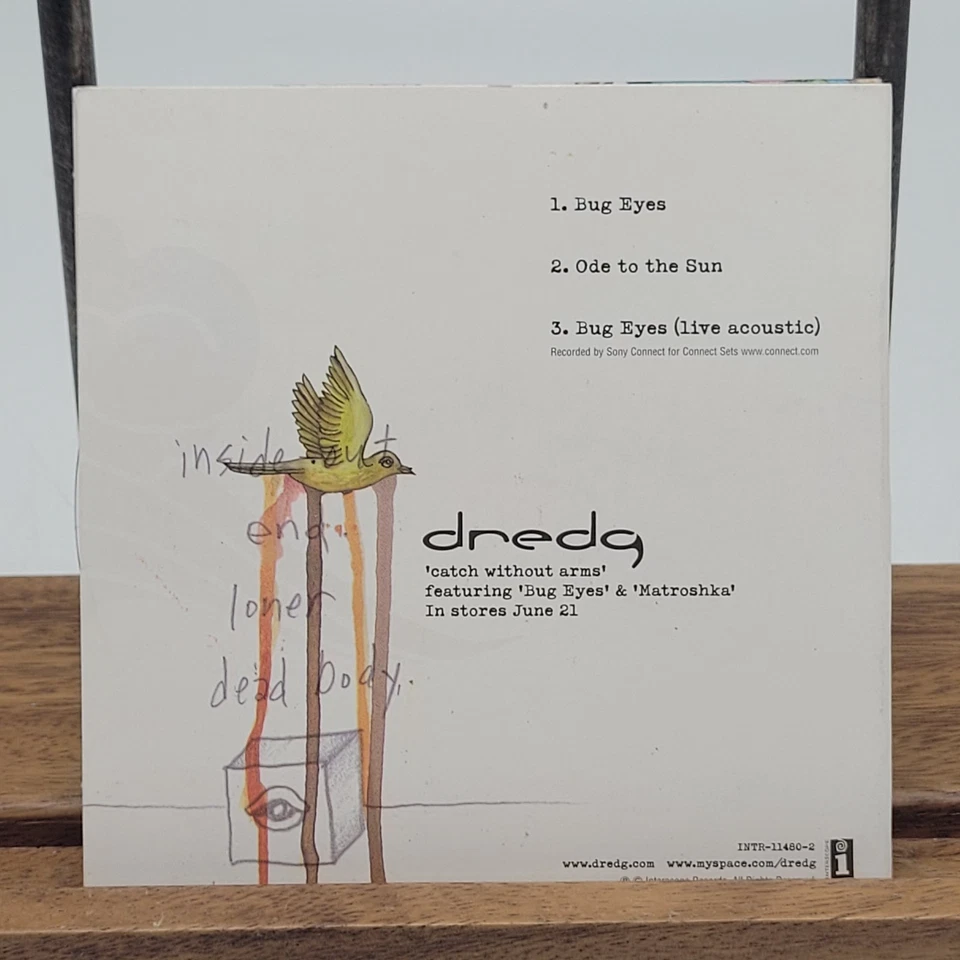 1. Bug Eyes
2. Ode to the Sun
3. Bug Eyes (live acoustic)
Recorded by Sony Connect for Connect Sets www.connect.com
inside out
end
loner
dead body.
dredg
'catch without arms'
featuring 'Bug Eyes' & 'Matroshka'
In stores June 21
INTR-11480-2
www.dredg.com www.myspace.com/dredg